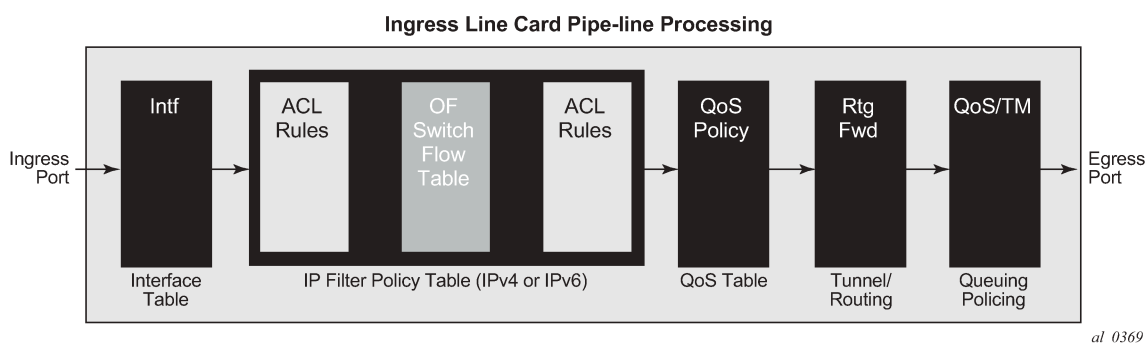 Ingress Line Card Pipe-line Processing
Ingress
Port
Intf
Interface
Table
ACL
Rules
OF
Switch
Flow
Table
ACL
Rules
IP Filter Policy Table (IPv4 or IPv6)
QoS
Policy
QoS Table
Rtg
Fwd
Tunnel/
Routing
QoS/TM
Queuing
Policing
Egress
Port
al_0369